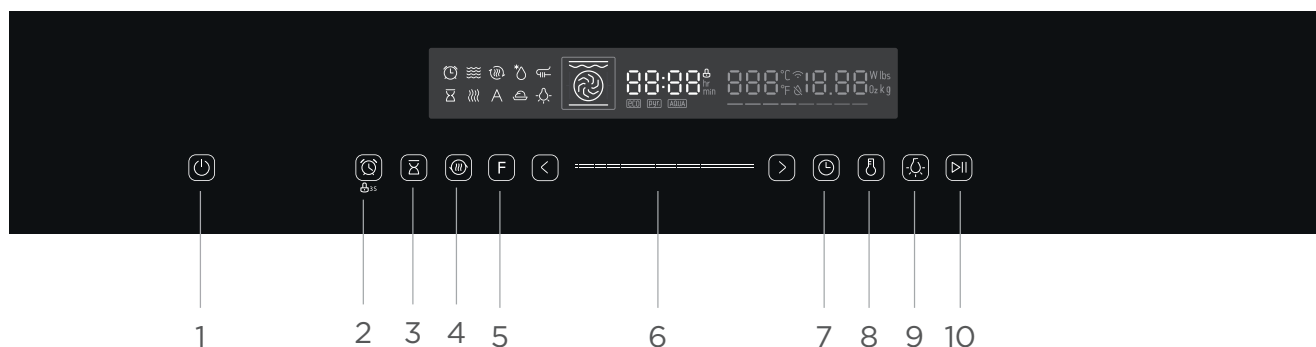 A
88:88 hr min
888 °C °F 18.88 W lbs Oz kg
eco pyr. AQUA
F < >
3S
1 2 3 4 5 6 7 8 9 10